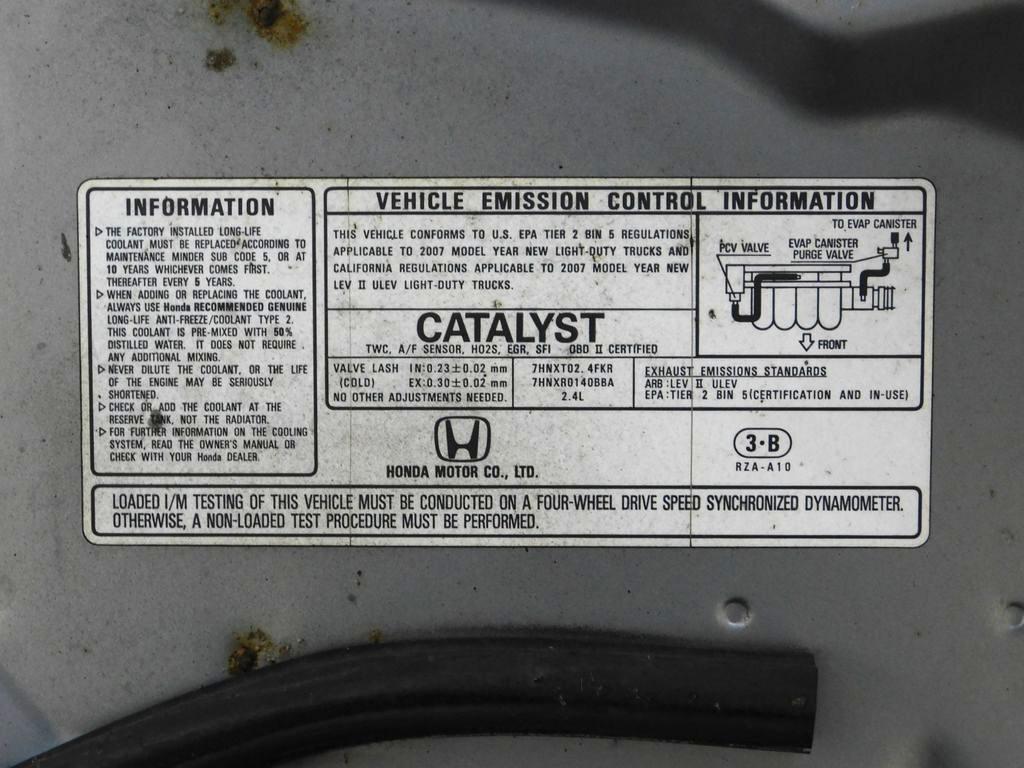 INFORMATION
▷ THE FACTORY INSTALLED LONG-LIFE
COOLANT MUST BE REPLACED ACCORDING TO
MAINTENANCE MINDER SUB CODE 5, OR AT
10 YEARS WHICHEVER COMES FIRST.
THEREAFTER EVERY 5 YEARS.
▷ WHEN ADDING OR REPLACING THE COOLANT,
ALWAYS USE Honda RECOMMENDED GENUINE
LONG-LIFE ANTI-FREEZE/COOLANT TYPE 2.
THIS COOLANT IS PRE-MIXED WITH 50%
DISTILLED WATER. IT DOES NOT REQUIRE
ANY ADDITIONAL MIXING.
▷ NEVER DILUTE THE COOLANT, OR THE LIFE
OF THE ENGINE MAY BE SERIOUSLY
SHORTENED.
▷ CHECK OR ADD THE COOLANT AT THE
RESERVE TANK, NOT THE RADIATOR.
▷ FOR FURTHER INFORMATION ON THE COOLING
SYSTEM, READ THE OWNER'S MANUAL OR
CHECK WITH YOUR Honda DEALER.
VEHICLE EMISSION CONTROL INFORMATION
THIS VEHICLE CONFORMS TO U.S. EPA TIER 2 BIN 5 REGULATIONS
APPLICABLE TO 2007 MODEL YEAR NEW LIGHT-DUTY TRUCKS AND
CALIFORNIA REGULATIONS APPLICABLE TO 2007 MODEL YEAR NEW
LEV II ULEV LIGHT-DUTY TRUCKS.
CATALYST
TWC, A/F SENSOR, HO2S, EGR, SFI OBD II CERTIFIED
VALVE LASH IN:0.23±0.02 mm
(COLD) EX:0.30±0.02 mm
NO OTHER ADJUSTMENTS NEEDED.
7HNXT02.4FKR
7HNXR0140BBA
2.4L
TO EVAP CANISTER
PCV VALVE
EVAP CANISTER
PURGE VALVE
FRONT
EXHAUST EMISSIONS STANDARDS
ARB:LEV II ULEV
EPA:TIER 2 BIN 5(CERTIFICATION AND IN-USE)
HONDA MOTOR CO., LTD.
3·B
RZA-A10
LOADED I/M TESTING OF THIS VEHICLE MUST BE CONDUCTED ON A FOUR-WHEEL DRIVE SPEED SYNCHRONIZED DYNAMOMETER.
OTHERWISE, A NON-LOADED TEST PROCEDURE MUST BE PERFORMED.